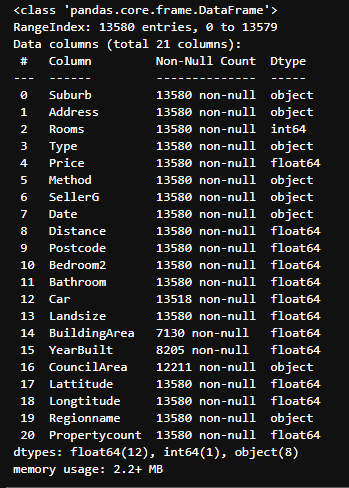 <class 'pandas.core.frame.DataFrame'>
RangeIndex: 13580 entries, 0 to 13579
Data columns (total 21 columns):
 #   Column         Non-Null Count  Dtype
---  ------         --------------  -----
 0   Suburb         13580 non-null  object
 1   Address        13580 non-null  object
 2   Rooms          13580 non-null  int64
 3   Type           13580 non-null  object
 4   Price          13580 non-null  float64
 5   Method         13580 non-null  object
 6   SellerG        13580 non-null  object
 7   Date           13580 non-null  object
 8   Distance       13580 non-null  float64
 9   Postcode       13580 non-null  float64
 10  Bedroom2       13580 non-null  float64
 11  Bathroom       13580 non-null  float64
 12  Car            13518 non-null  float64
 13  Landsize       13580 non-null  float64
 14  BuildingArea   7130 non-null   float64
 15  YearBuilt      8205 non-null   float64
 16  CouncilArea    12211 non-null  object
 17  Lattitude      13580 non-null  float64
 18  Longtitude     13580 non-null  float64
 19  Regionname     13580 non-null  object
 20  Propertycount  13580 non-null  float64
dtypes: float64(12), int64(1), object(8)
memory usage: 2.2+ MB